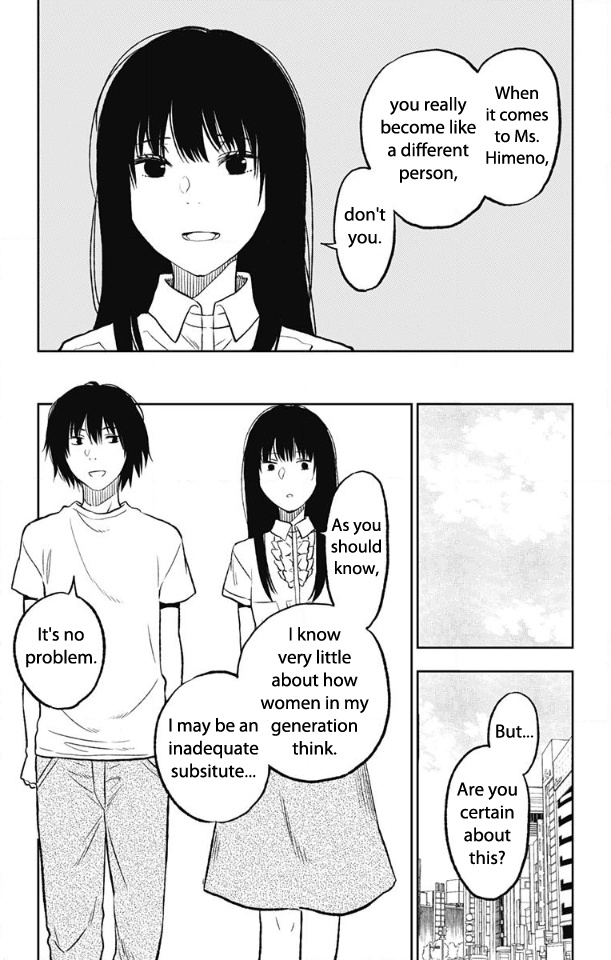 When
it comes
to Ms.
Himeno,
you really
become like
a different
person,
don't
you.
But...
Are you
certain
about
this?
As you
should
know,
I know
very little
about how
women in my
generation
think.
I may be an
inadequate
subsitute...
It's no
problem.